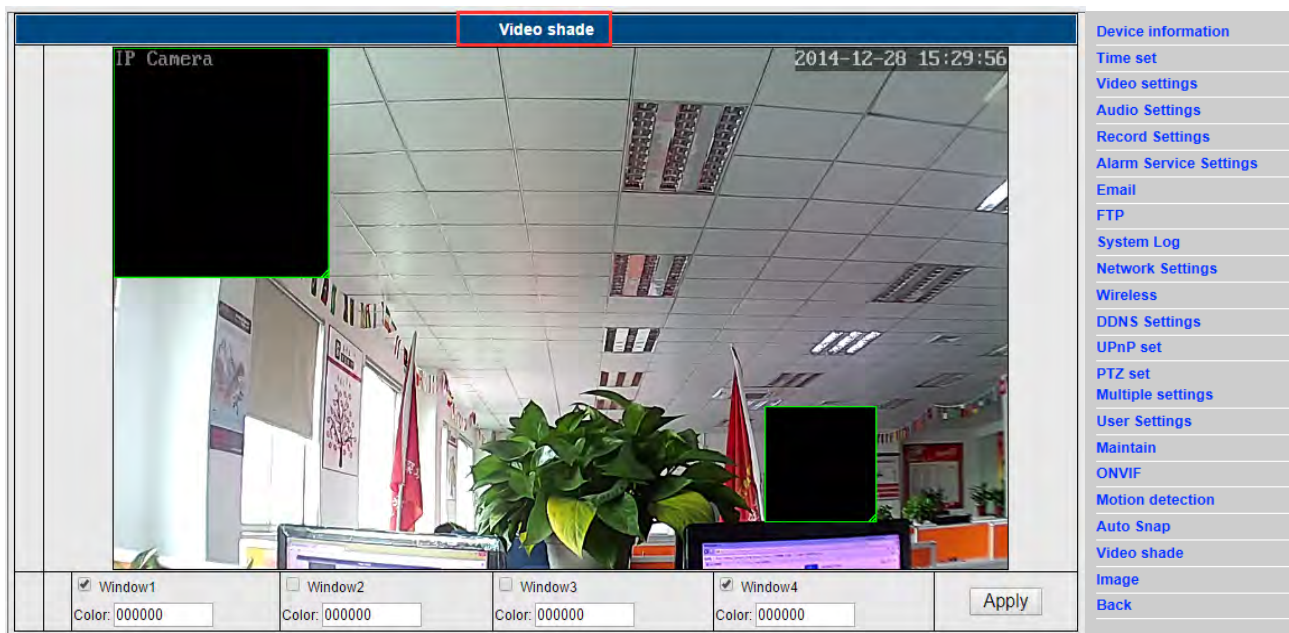 Video shade
IP Camera
2014-12-28 15:29:56
Window1
Window2
Window3
Window4
Color: 000000
Color: 000000
Color: 000000
Color: 000000
Apply
Device information
Time set
Video settings
Audio Settings
Record Settings
Alarm Service Settings
Email
FTP
System Log
Network Settings
Wireless
DDNS Settings
UPnP set
PTZ set
Multiple settings
User Settings
Maintain
ONVIF
Motion detection
Auto Snap
Video shade
Image
Back